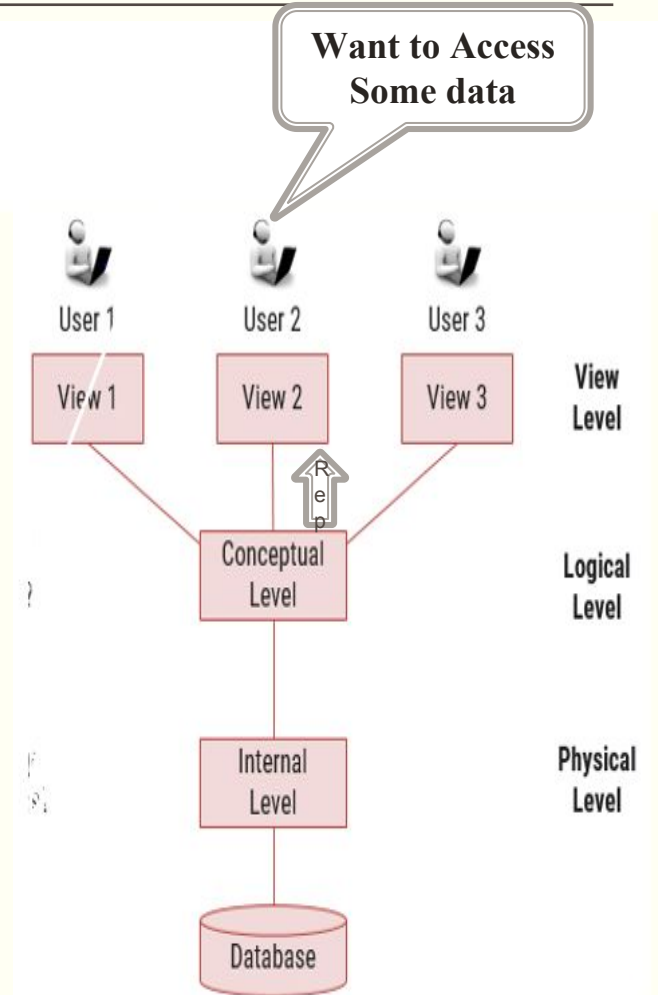 Want to Access
Some data
User 1
User 2
User 3
View 1
View 2
View 3
View
Level
R
e
p
Conceptual
Level
Logical
Level
?
Internal
Level
Physical
Level
Database